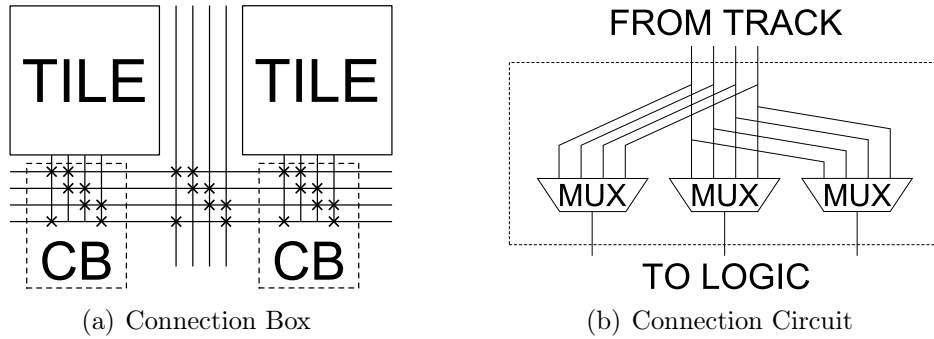 TILE
TILE
CB
CB
(a) Connection Box
FROM TRACK
MUX
MUX
MUX
TO LOGIC
(b) Connection Circuit